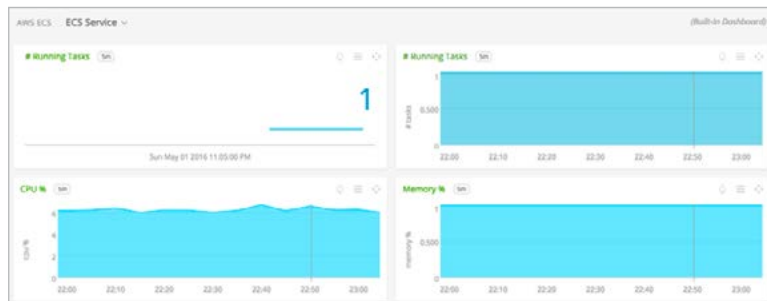 AWS ECS ECS Service
(Built-in Dashboard)
# Running Tasks 5m
1
Sun May 01 2016 11:05:00 PM
# Running Tasks 5m
# tasks
1
0.500
0
22:00 22:10 22:20 22:30 22:40 22:50 23:00
CPU % 5m
cpu %
6
4
2
0
22:00 22:10 22:20 22:30 22:40 22:50 23:00
Memory % 5m
memory %
1
0.500
0
22:00 22:10 22:20 22:30 22:40 22:50 23:00